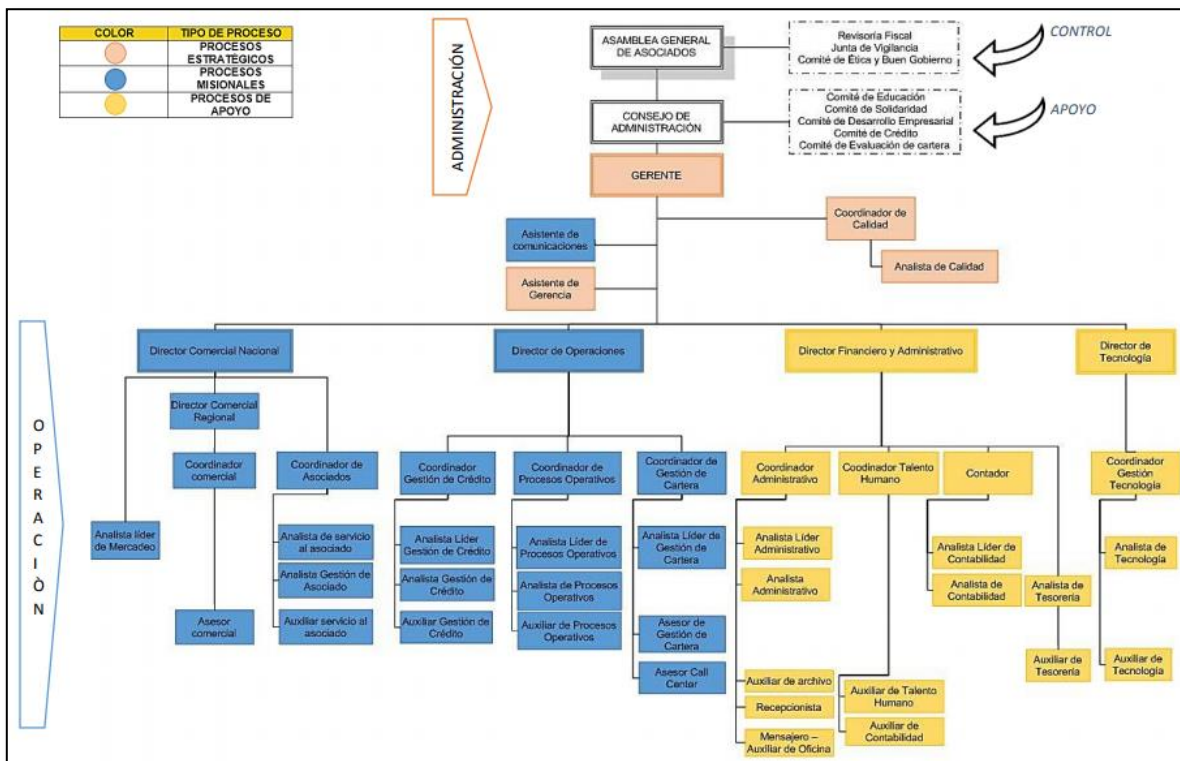 COLOR TIPO DE PROCESO
PROCESOS
ESTRATÉGICOS
PROCESOS
MISIONALES
PROCESOS DE
APOYO
ADMINISTRACIÓN
ASAMBLEA GENERAL
DE ASOCIADOS
Revisoría Fiscal
Junta de Vigilancia
Comité de Ética y Buen Gobierno
CONTROL
CONSEJO DE
ADMINISTRACIÓN
Comité de Educación
Comité de Solidaridad
Comité de Desarrollo Empresarial
Comité de Crédito
Comité de Evaluación de cartera
APOYO
GERENTE
Coordinador de
Calidad
Analista de Calidad
Asistente de
comunicaciones
Asistente de
Gerencia
OPERACIÒN
Director Comercial Nacional
Director de Operaciones
Director Financiero y Administrativo
Director de
Tecnología
Director Comercial
Regional
Coordinador
comercial
Coordinador de
Asociados
Coordinador
Gestión de Crédito
Coordinador de
Procesos Operativos
Coordinador de
Gestión de Cartera
Coordinador
Administrativo
Coodinador Talento
Humano
Contador
Coordinador
Gestión
Tecnología
Analista líder
de Mercadeo
Analista de servicio
al asociado
Analista Líder
Gestión de Crédito
Analista Líder de
Procesos Operativos
Analista Líder de
Gestión de
Cartera
Analista Líder
Administrativo
Analista Líder de
Contabilidad
Analista de
Tecnología
Analista Gestión de
Asociado
Analista Gestión de
Crédito
Analista de Procesos
Operativos
Analista
Administrativo
Analista de
Contabilidad
Analista de
Tesorería
Asesor
comercial
Auxiliar servicio al
asociado
Auxiliar Gestión de
Crédito
Auxiliar de Procesos
Operativos
Asesor de
Gestión de
Cartera
Asesor Call
Center
Auxiliar de
Tesorería
Auxiliar de
Tecnología
Auxiliar de archivo
Recepcionista
Mensajero –
Auxiliar de Oficina
Auxiliar de Talento
Humano
Auxiliar de
Contabilidad